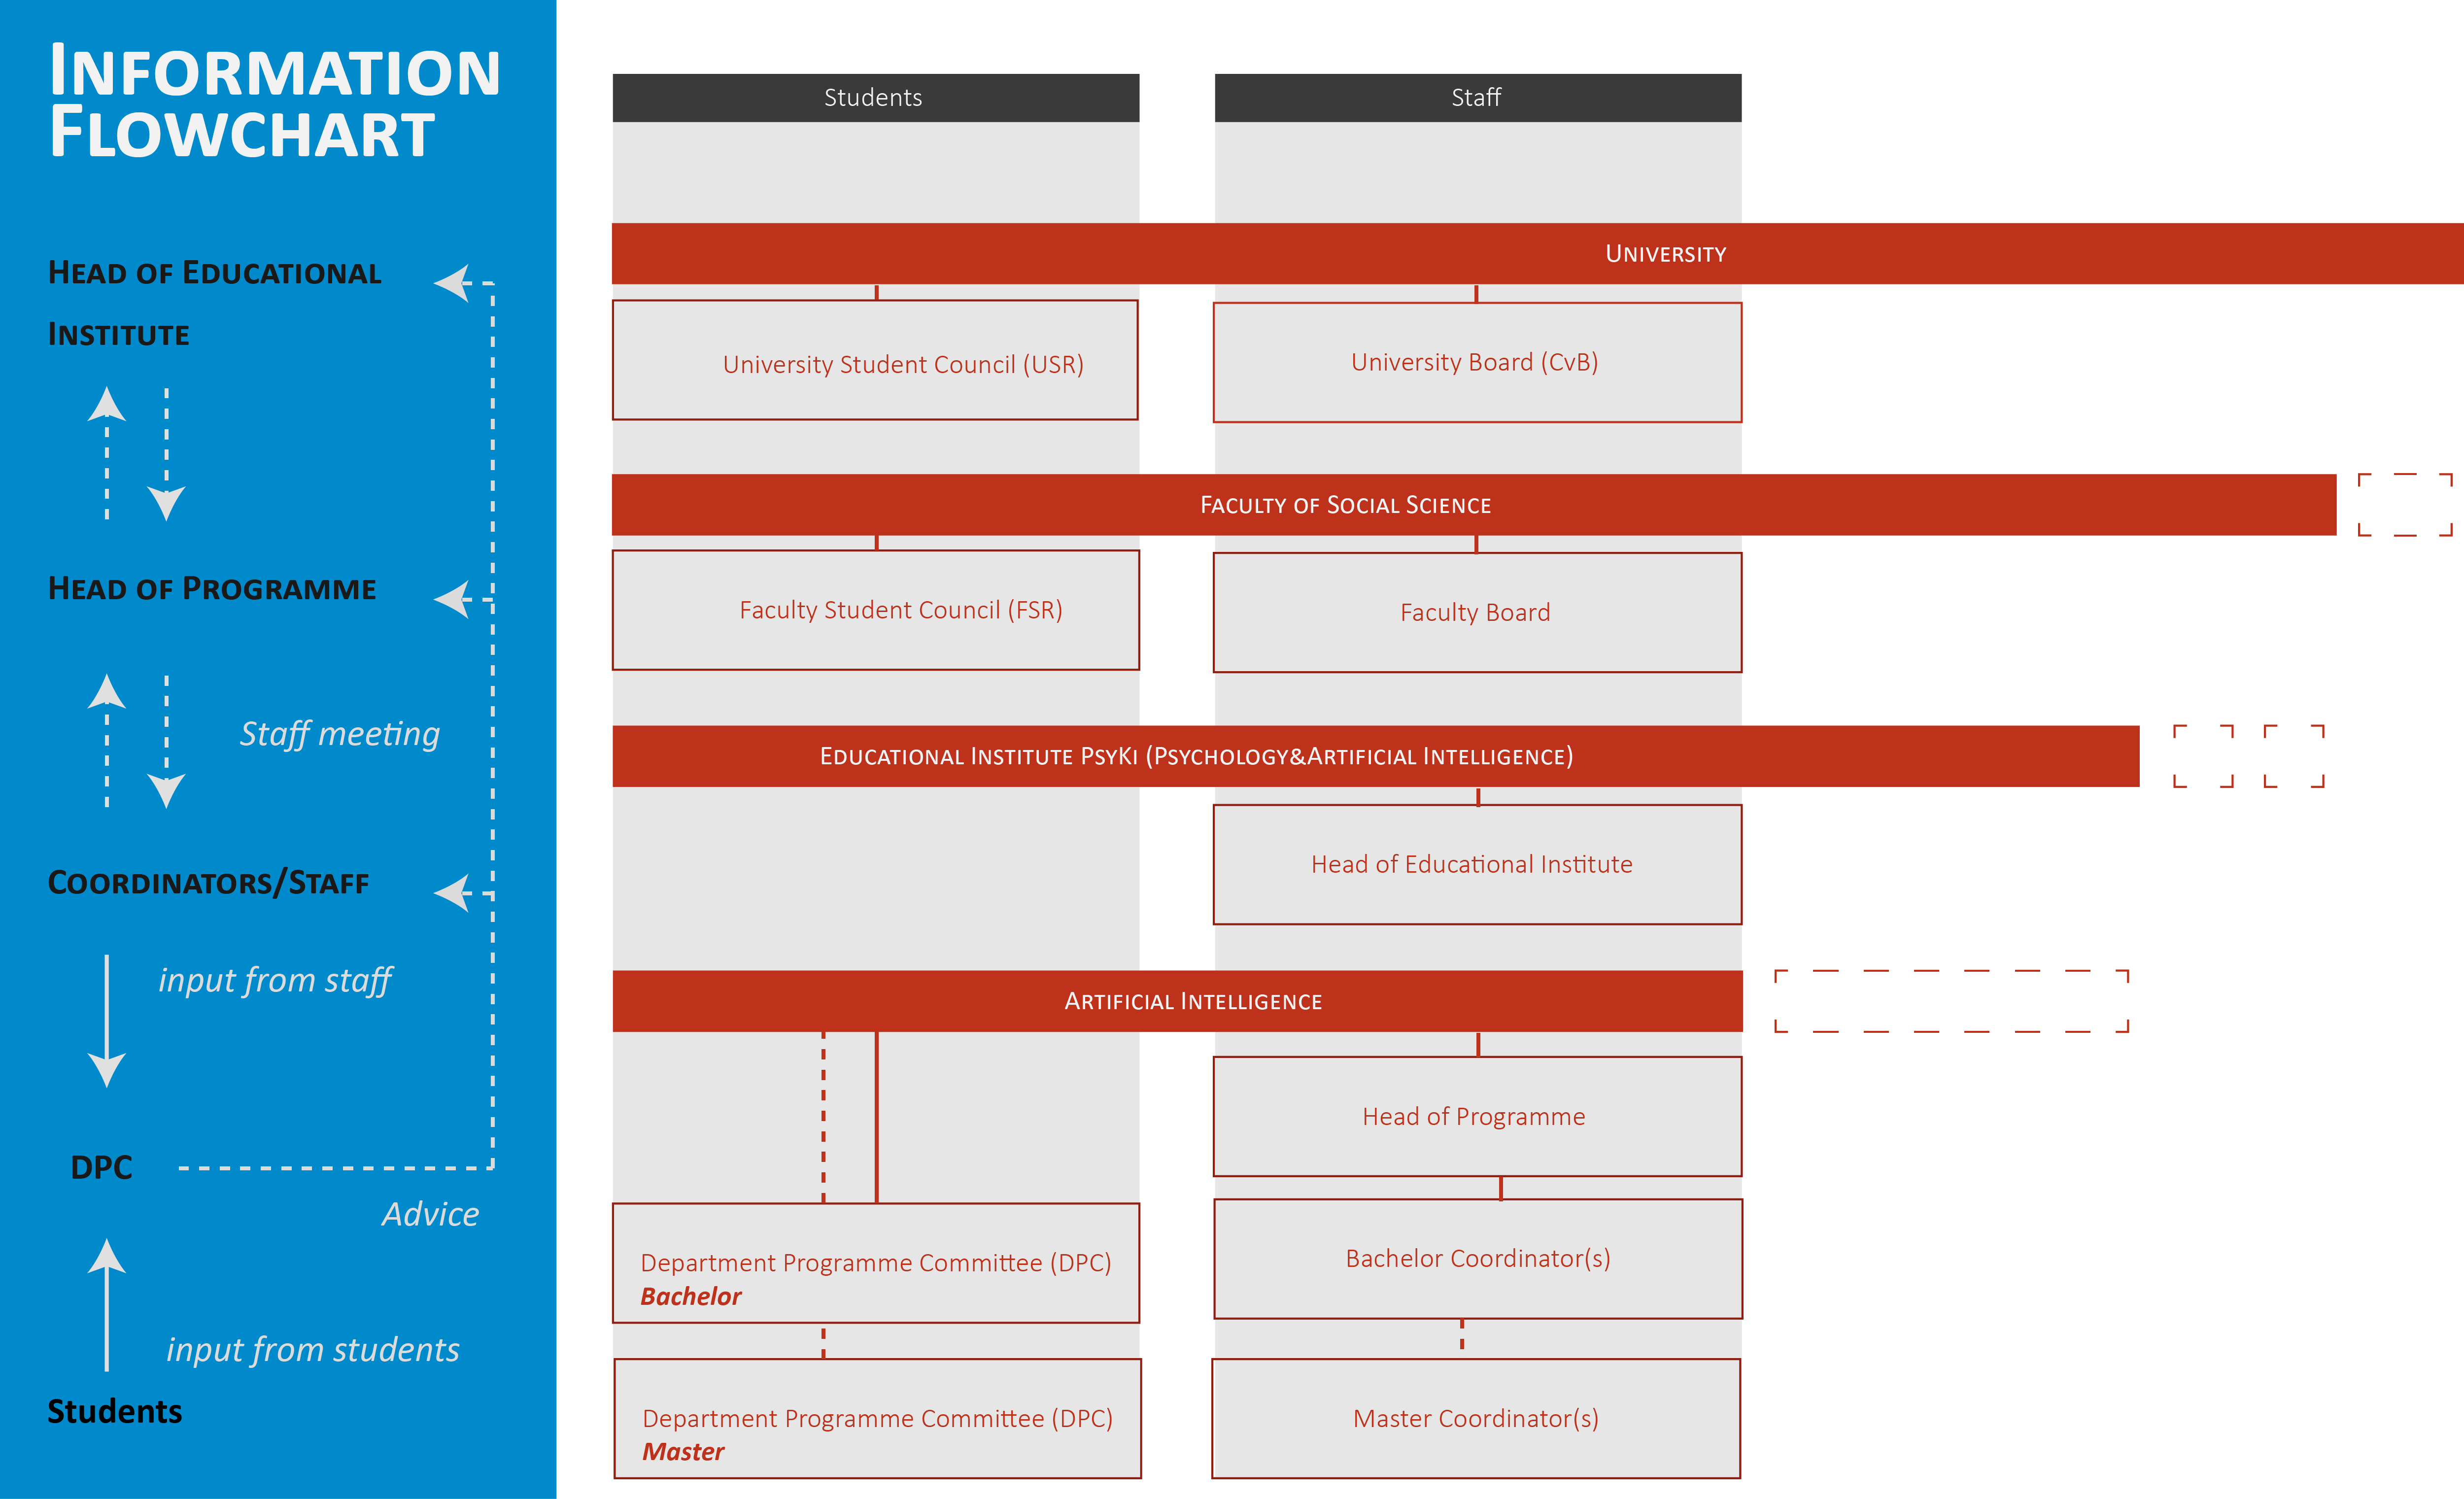 INFORMATION
FLOWCHART
HEAD OF EDUCATIONAL
INSTITUTE
HEAD OF PROGRAMME
Staff meeting
COORDINATORS/STAFF
input from staff
DPC
Advice
input from students
Students
Students
Staff
UNIVERSITY
University Student Council (USR)
University Board (CvB)
FACULTY OF SOCIAL SCIENCE
Faculty Student Council (FSR)
Faculty Board
EDUCATIONAL INSTITUTE PSYKI (PSYCHOLOGY&ARTIFICIAL INTELLIGENCE)
Head of Educational Institute
ARTIFICIAL INTELLIGENCE
Head of Programme
Department Programme Committee (DPC)
Bachelor
Bachelor Coordinator(s)
Department Programme Committee (DPC)
Master
Master Coordinator(s)